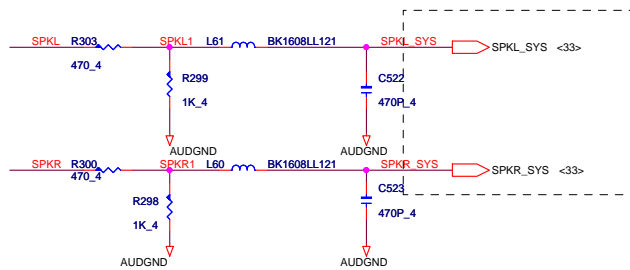 SPKL R303 SPKL1 L61 BK1608LL121 SPKL_SYS
SPKL_SYS <33>
470_4
R299
1K_4
C522
470P_4
AUDGND
AUDGND
SPKR R300 SPKR1 L60 BK1608LL121 SPKR_SYS
SPKR_SYS <33>
470_4
R298
1K_4
C523
470P_4
AUDGND
AUDGND